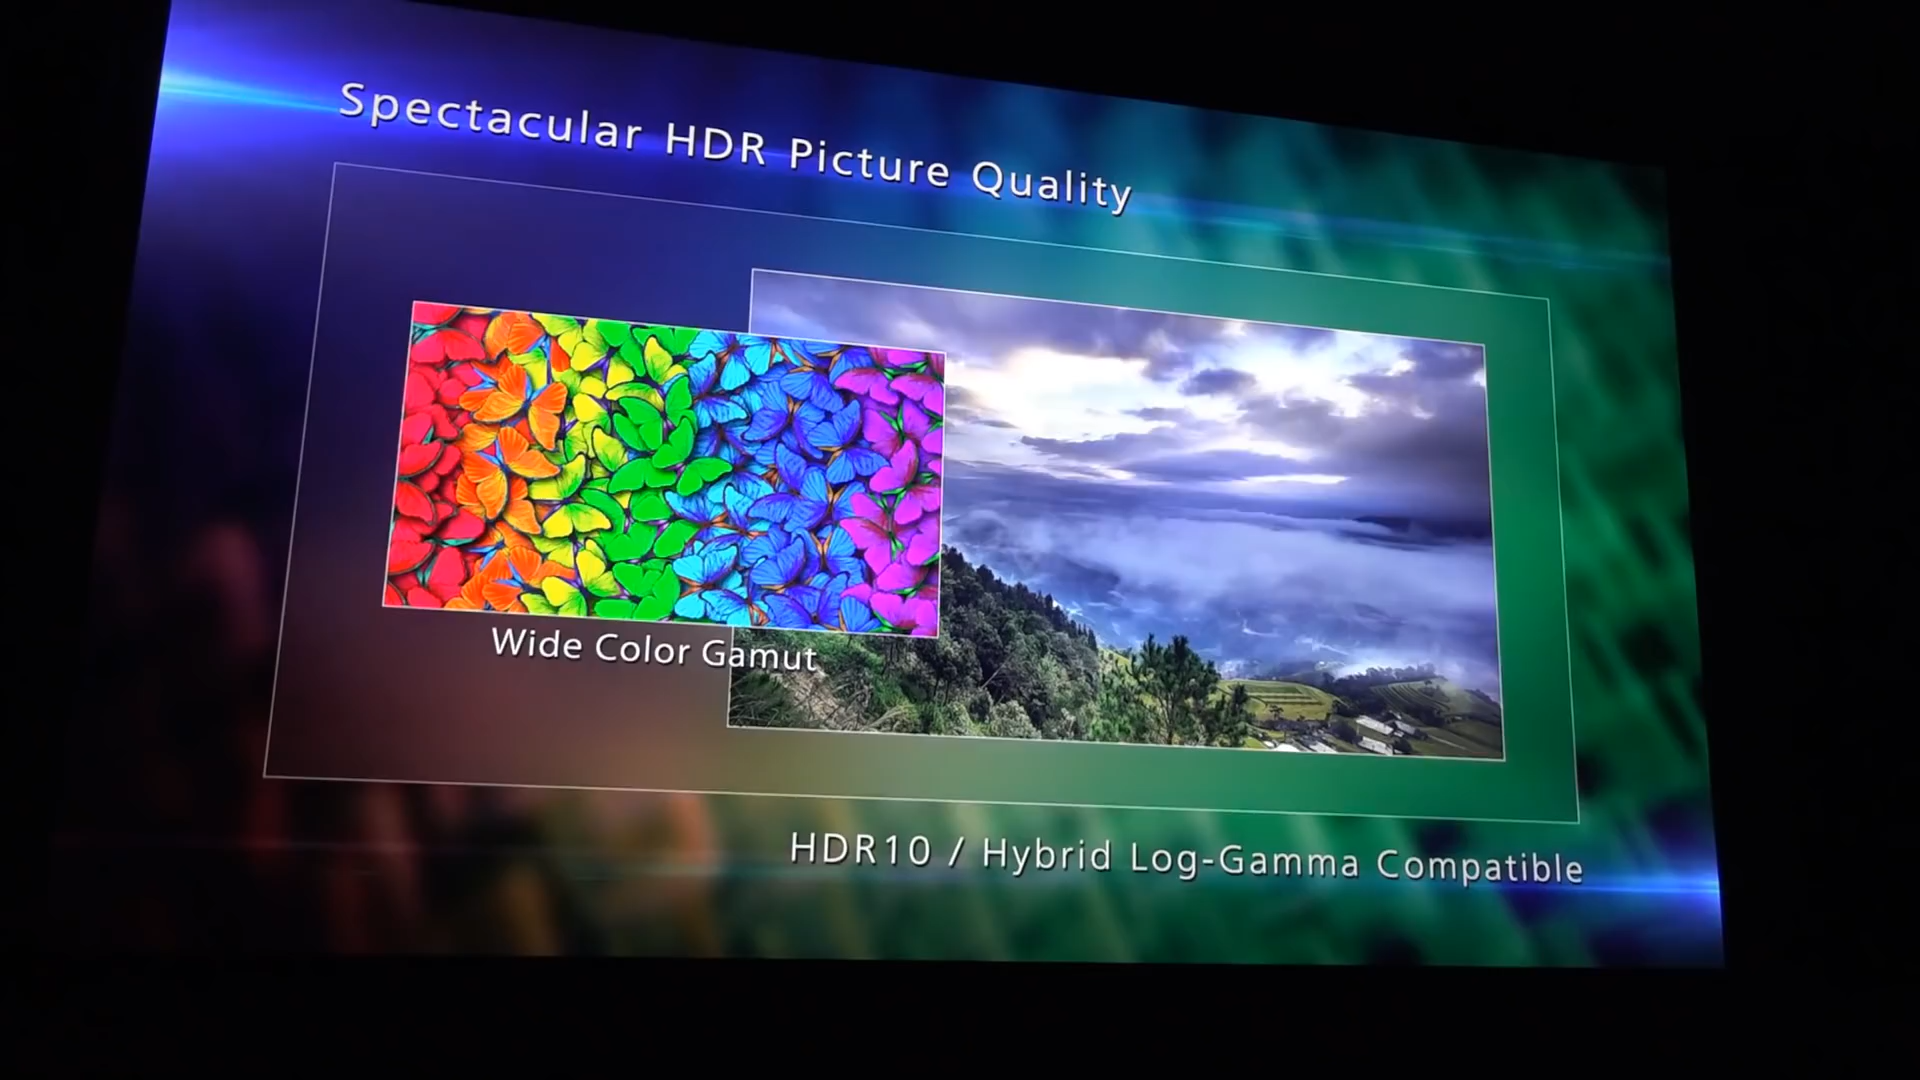 Spectacular HDR Picture Quality
Wide Color Gamut
HDR10 / Hybrid Log-Gamma Compatible